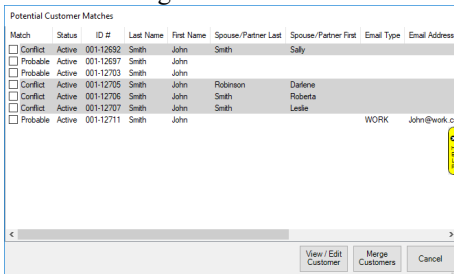 Potential Customer Matches
Match Status ID # Last Name First Name Spouse/Partner Last Spouse/Partner First Email Type Email Address
Conflict Active 001-12692 Smith John Smith Sally
Probable Active 001-12697 Smith John
Probable Active 001-12703 Smith John
Conflict Active 001-12705 Smith John Robinson Darlene
Conflict Active 001-12706 Smith John Smith Roberta
Conflict Active 001-12707 Smith John Smith Leslie
Probable Active 001-12711 Smith John WORK John@work.c
View / Edit
Customer
Merge
Customers
Cancel